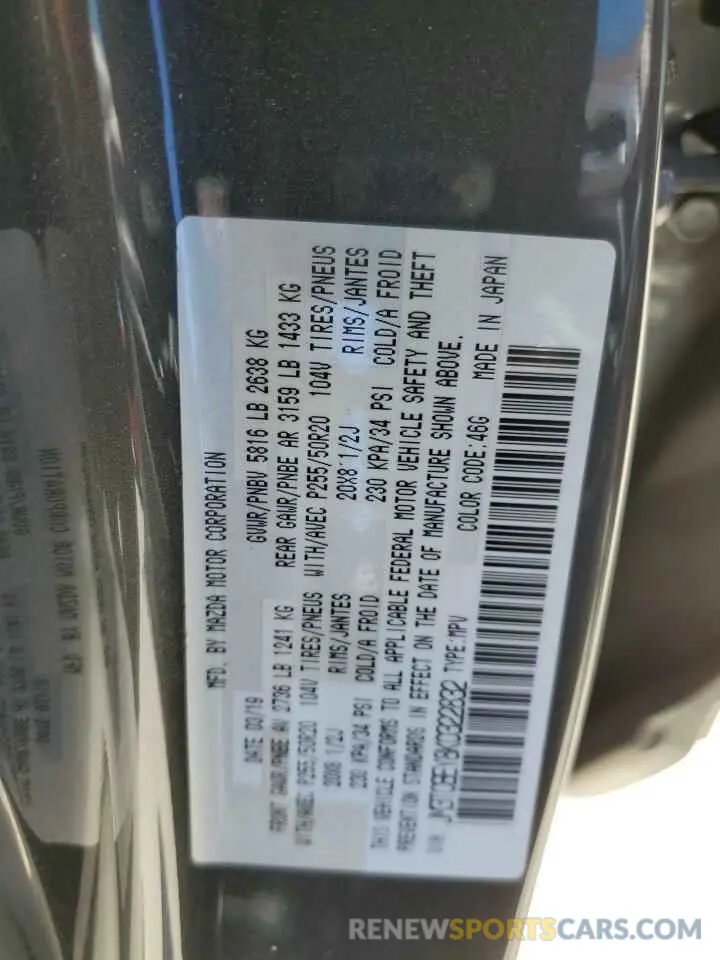 MFD. BY MAZDA MOTOR CORPORATION
DATE 03/19 GVWR/PNBV 5816 LB 2638 KG
FRONT GAWR/PNBE AV 2736 LB 1241 KG REAR GAWR/PNBE AR 3159 LB 1433 KG
WITH/AVEC P255/50R20 104V TIRES/PNEUS WITH/AVEC P255/50R20 104V TIRES/PNEUS
20X8 1/2J RIMS/JANTES 20X8 1/2J RIMS/JANTES
230 KPA/34 PSI COLD/A FROID 230 KPA/34 PSI COLD/A FROID
THIS VEHICLE CONFORMS TO ALL APPLICABLE FEDERAL MOTOR VEHICLE SAFETY AND THEFT
PREVENTION STANDARDS IN EFFECT ON THE DATE OF MANUFACTURE SHOWN ABOVE.
JM3TCBEY8K0322832 TYPE:MPV COLOR CODE:46G MADE IN JAPAN
RENEWSPORTSCARS.COM